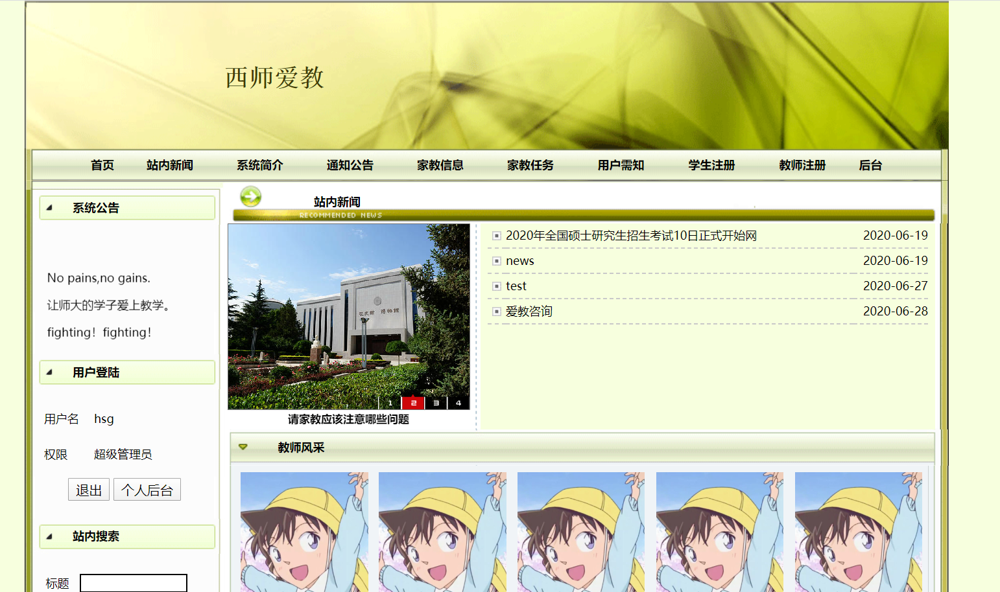 西师爱教
首页 站内新闻 系统简介 通知公告 家教信息 家教任务 用户需知 学生注册 教师注册 后台
系统公告
No pains,no gains.
让师大的学子爱上教学。
fighting! fighting!
用户登陆
用户名 hsg
权限 超级管理员
退出 个人后台
站内搜索
标题
站内新闻
RECOMMENDED NEWS
博物馆
1 2 3 4
请家教应该注意哪些问题
2020年全国硕士研究生招生考试10日正式开始网 2020-06-19
news 2020-06-19
test 2020-06-27
爱教咨询 2020-06-28
教师风采